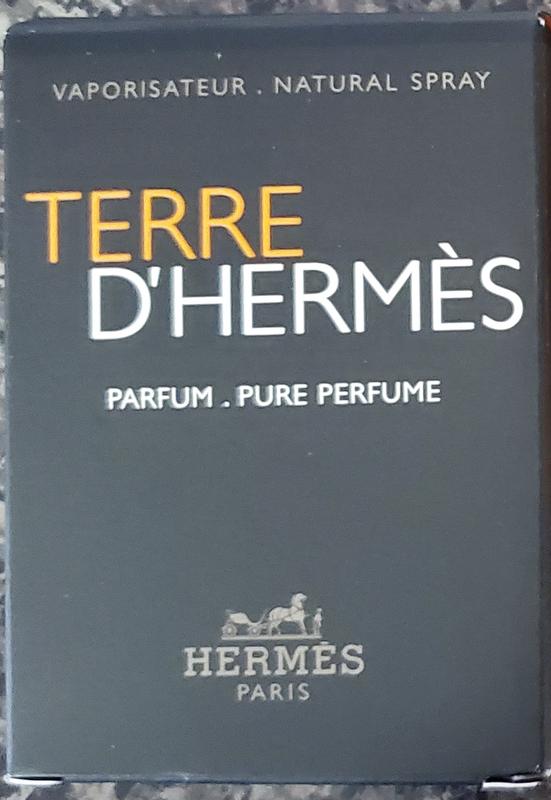 VAPORISATEUR . NATURAL SPRAY
TERRE
D'HERMÈS
PARFUM . PURE PERFUME
HERMÈS
PARIS